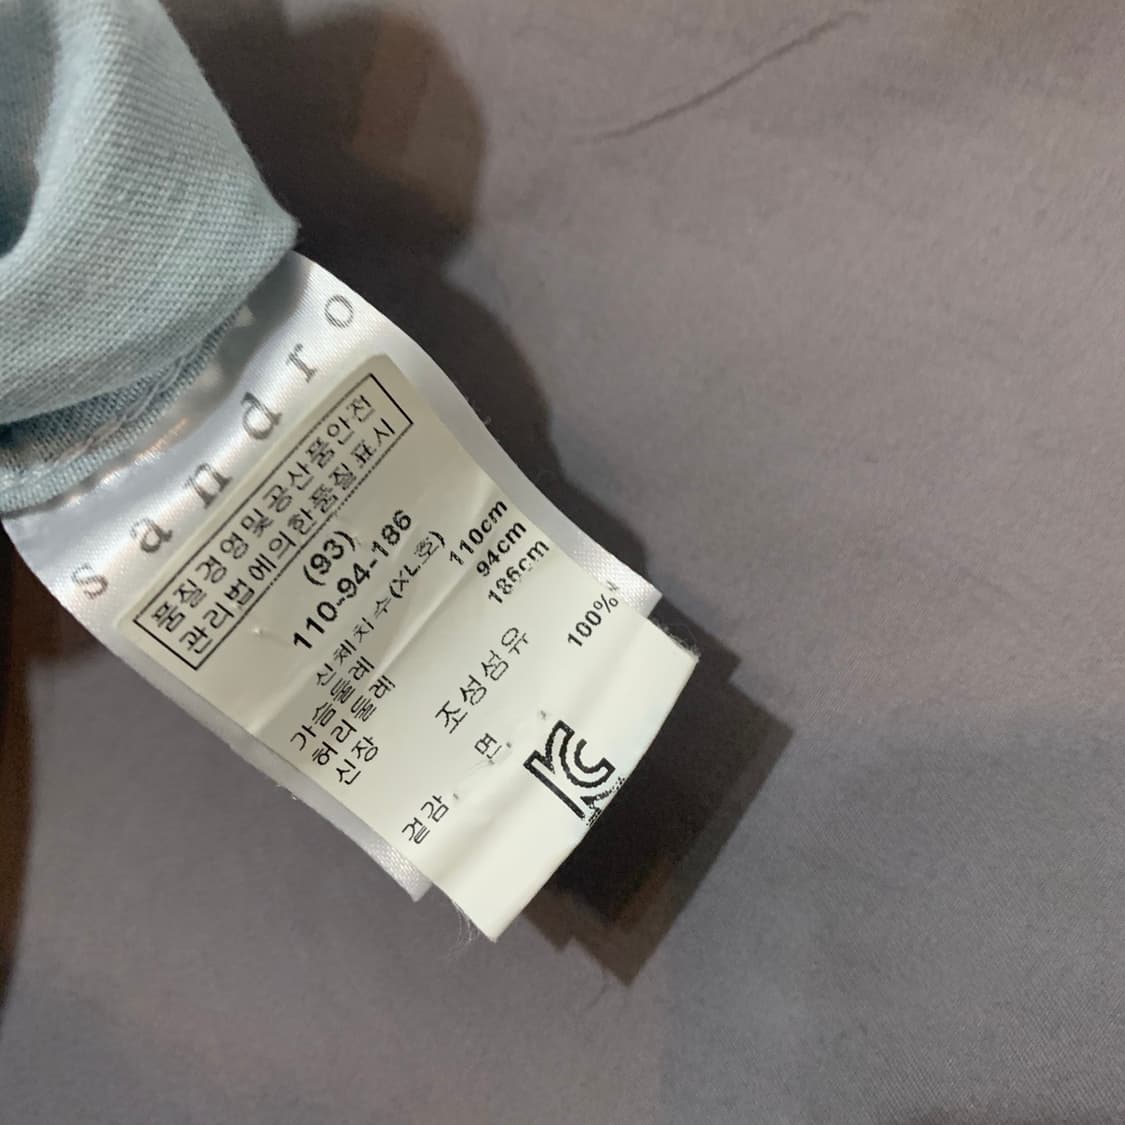 sandro
품질경영및공산품안전
관리법에의한품질표시
(93)
110-94-186
신체치수(XL호)
가슴둘레 110cm
허리둘레 94cm
신장 186cm
조성섬유
겉감 면 100%
KC